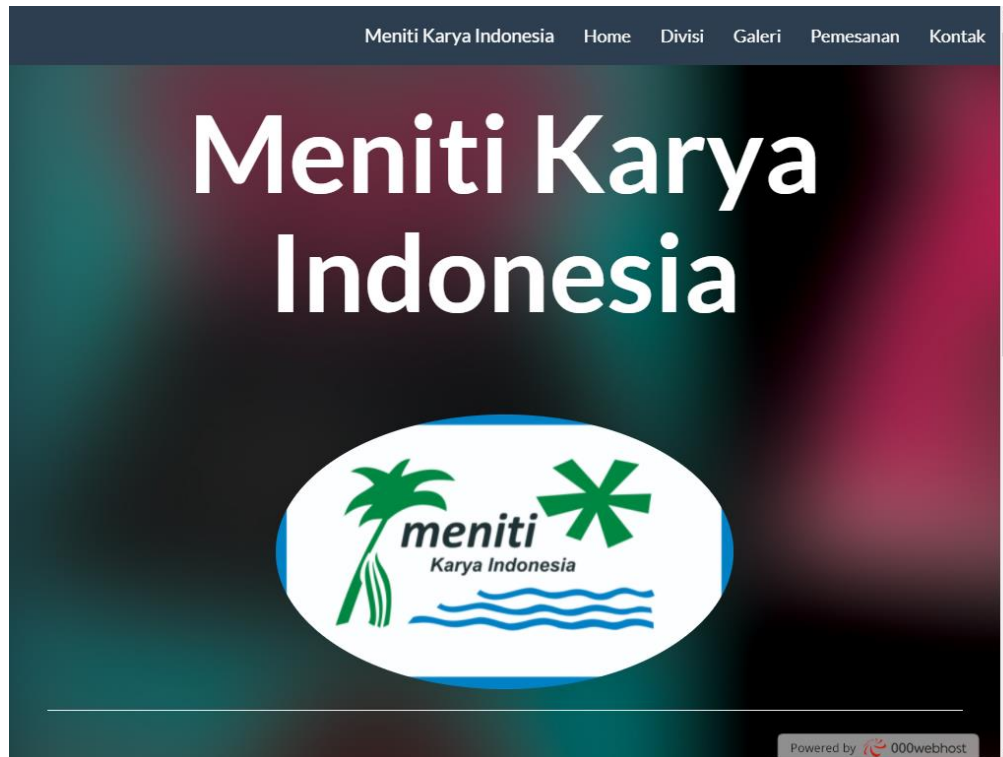 Meniti Karya Indonesia Home Divisi Galeri Pemesanan Kontak
Meniti Karya
Indonesia
meniti
Karya Indonesia
Powered by 000webhost